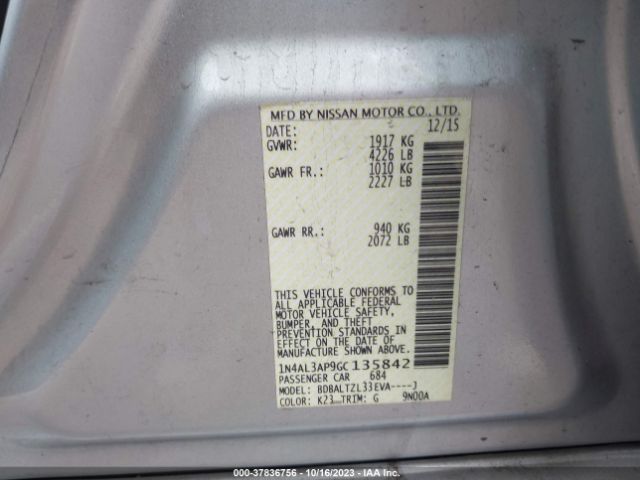 MFD BY NISSAN MOTOR CO., LTD.
DATE: 12/15
GVWR: 1917 KG
4226 LB
GAWR FR.: 1010 KG
2227 LB
GAWR RR.: 940 KG
2072 LB
THIS VEHICLE CONFORMS TO
ALL APPLICABLE FEDERAL
MOTOR VEHICLE SAFETY,
BUMPER, AND THEFT
PREVENTION STANDARDS IN
EFFECT ON THE DATE OF
MANUFACTURE SHOWN ABOVE.
1N4AL3AP9GC135842
PASSENGER CAR 684
MODEL: BDBALTZL33EVA----J
COLOR: K23 TRIM: G 9N00A
000-37836756 | 10/16/2023 | IAA Inc.